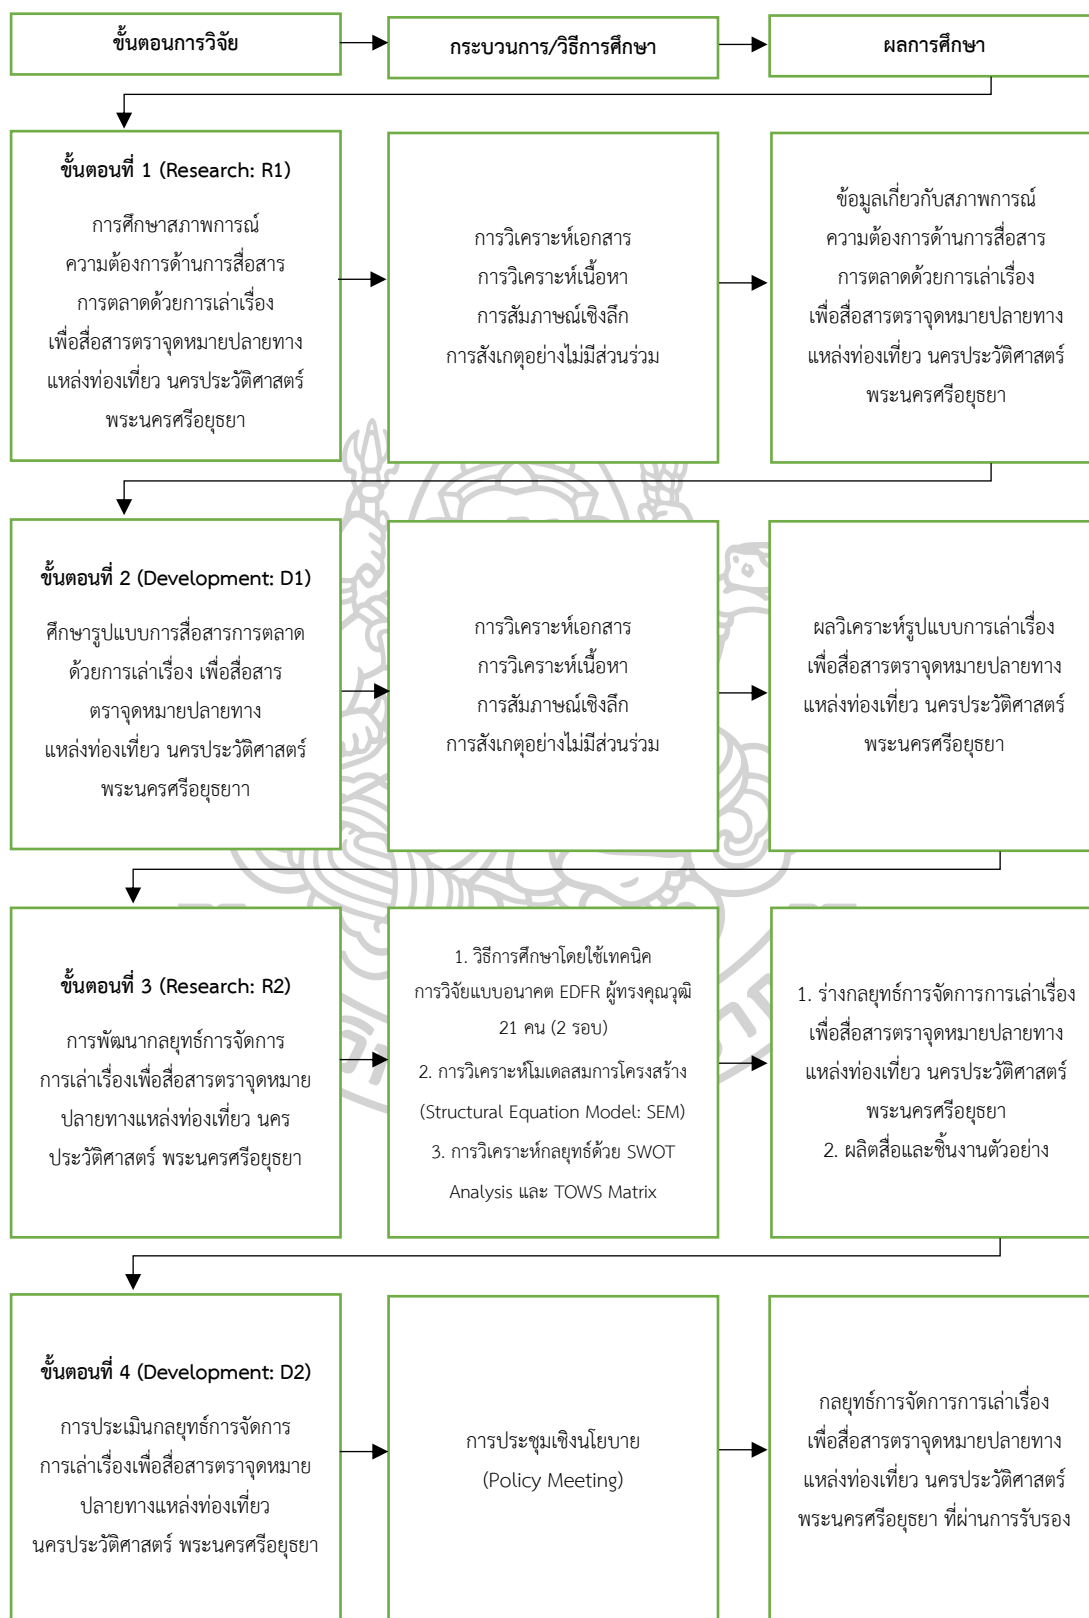 ขั้นตอนการวิจัย
กระบวนการ/วิธีการศึกษา
ผลการศึกษา
ขั้นตอนที่ 1 (Research: R1)
การศึกษาสภาพการณ์
ความต้องการด้านการสื่อสาร
การตลาดด้วยการเล่าเรื่อง
เพื่อสื่อสารตราจุดหมายปลายทาง
แหล่งท่องเที่ยว นครประวัติศาสตร์
พระนครศรีอยุธยา
การวิเคราะห์เอกสาร
การวิเคราะห์เนื้อหา
การสัมภาษณ์เชิงลึก
การสังเกตุอย่างไม่มีส่วนร่วม
ข้อมูลเกี่ยวกับสภาพการณ์
ความต้องการด้านการสื่อสาร
การตลาดด้วยการเล่าเรื่อง
เพื่อสื่อสารตราจุดหมายปลายทาง
แหล่งท่องเที่ยว นครประวัติศาสตร์
พระนครศรีอยุธยา
ขั้นตอนที่ 2 (Development: D1)
ศึกษารูปแบบการสื่อสารการตลาด
ด้วยการเล่าเรื่อง เพื่อสื่อสาร
ตราจุดหมายปลายทาง
แหล่งท่องเที่ยว นครประวัติศาสตร์
พระนครศรีอยุธยาา
การวิเคราะห์เอกสาร
การวิเคราะห์เนื้อหา
การสัมภาษณ์เชิงลึก
การสังเกตุอย่างไม่มีส่วนร่วม
ผลวิเคราะห์รูปแบบการเล่าเรื่อง
เพื่อสื่อสารตราจุดหมายปลายทาง
แหล่งท่องเที่ยว นครประวัติศาสตร์
พระนครศรีอยุธยา
ขั้นตอนที่ 3 (Research: R2)
การพัฒนากลยุทธ์การจัดการ
การเล่าเรื่องเพื่อสื่อสารตราจุดหมาย
ปลายทางแหล่งท่องเที่ยว นคร
ประวัติศาสตร์ พระนครศรีอยุธยา
1. วิธีการศึกษาโดยใช้เทคนิค
การวิจัยแบบอนาคต EDFR ผู้ทรงคุณวุฒิ
21 คน (2 รอบ)
2. การวิเคราะห์โมเดลสมการโครงสร้าง
(Structural Equation Model: SEM)
3. การวิเคราะห์กลยุทธ์ด้วย SWOT
Analysis และ TOWS Matrix
1. ร่างกลยุทธ์การจัดการการเล่าเรื่อง
เพื่อสื่อสารตราจุดหมายปลายทาง
แหล่งท่องเที่ยว นครประวัติศาสตร์
พระนครศรีอยุธยา
2. ผลิตสื่อและชิ้นงานตัวอย่าง
ขั้นตอนที่ 4 (Development: D2)
การประเมินกลยุทธ์การจัดการ
การเล่าเรื่องเพื่อสื่อสารตราจุดหมาย
ปลายทางแหล่งท่องเที่ยว
นครประวัติศาสตร์ พระนครศรีอยุธยา
การประชุมเชิงนโยบาย
(Policy Meeting)
กลยุทธ์การจัดการการเล่าเรื่อง
เพื่อสื่อสารตราจุดหมายปลายทาง
แหล่งท่องเที่ยว นครประวัติศาสตร์
พระนครศรีอยุธยา ที่ผ่านการรับรอง